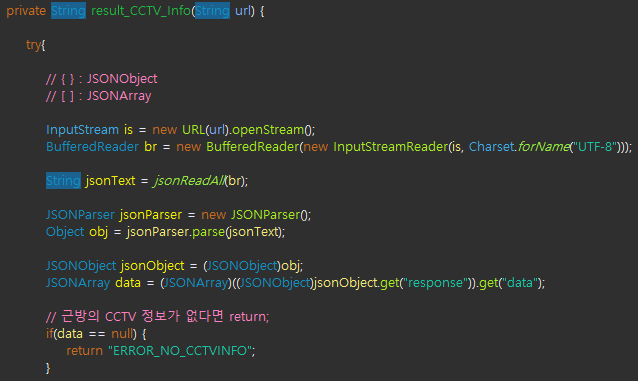 private String result_CCTV_Info(String url) {
try{
// { } : JSONObject
// [ ] : JSONArray
InputStream is = new URL(url).openStream();
BufferedReader br = new BufferedReader(new InputStreamReader(is, Charset.forName("UTF-8")));
String jsonText = jsonReadAll(br);
JSONParser jsonParser = new JSONParser();
Object obj = jsonParser.parse(jsonText);
JSONObject jsonObject = (JSONObject)obj;
JSONArray data = (JSONArray)((JSONObject)jsonObject.get("response")).get("data");
// 근방의 CCTV 정보가 없다면 return;
if(data == null) {
return "ERROR_NO_CCTVINFO";
}